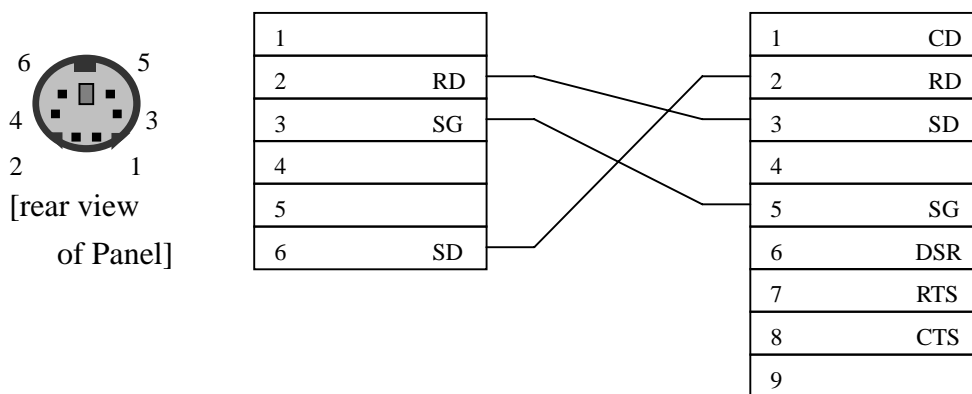 6 5
4 3
2 1
[rear view
of Panel]
1
2 RD
3 SG
4
5
6 SD
1 CD
2 RD
3 SD
4
5 SG
6 DSR
7 RTS
8 CTS
9